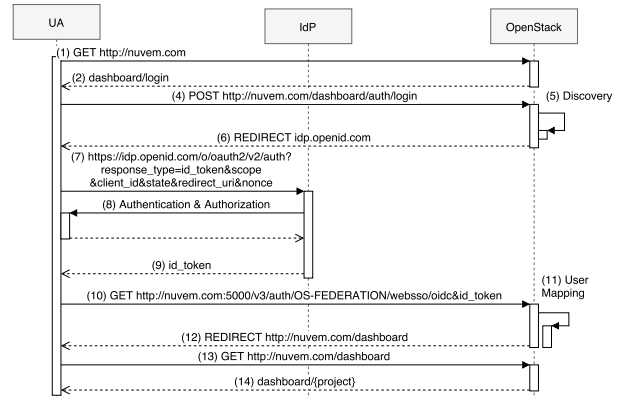 UA
IdP
OpenStack
(1) GET http://nuvem.com
(2) dashboard/login
(4) POST http://nuvem.com/dashboard/auth/login
(5) Discovery
(6) REDIRECT idp.openid.com
(7) https://idp.openid.com/o/oauth2/v2/auth?
response_type=id_token&scope
&client_id&state&redirect_uri&nonce
(8) Authentication & Authorization
(9) id_token
(10) GET http://nuvem.com:5000/v3/auth/OS-FEDERATION/websso/oidc&id_token
(11) User
Mapping
(12) REDIRECT http://nuvem.com/dashboard
(13) GET http://nuvem.com/dashboard
(14) dashboard/{project}